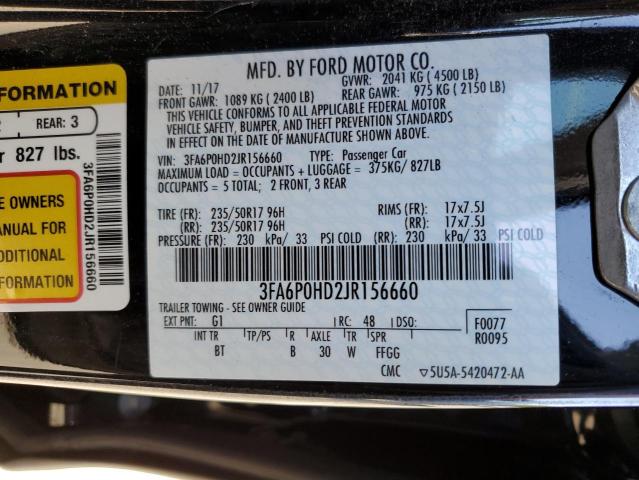 MFD. BY FORD MOTOR CO.
DATE: 11/17 GVWR: 2041 KG ( 4500 LB)
FRONT GAWR: 1089 KG ( 2400 LB) REAR GAWR: 975 KG ( 2150 LB)
THIS VEHICLE CONFORMS TO ALL APPLICABLE FEDERAL MOTOR
VEHICLE SAFETY, BUMPER, AND THEFT PREVENTION STANDARDS
IN EFFECT ON THE DATE OF MANUFACTURE SHOWN ABOVE.
VIN: 3FA6P0HD2JR156660 TYPE: Passenger Car
MAXIMUM LOAD = OCCUPANTS + LUGGAGE = 375KG/ 827LB
OCCUPANTS = 5 TOTAL; 2 FRONT, 3 REAR
TIRE (FR): 235/50R17 96H RIMS (FR): 17x7.5J
(RR): 235/50R17 96H (RR): 17x7.5J
PRESSURE (FR): 230 kPa/ 33 PSI COLD (RR): 230 kPa/ 33 PSI COLD
3FA6P0HD2JR156660
TRAILER TOWING - SEE OWNER GUIDE
EXT PNT: G1 RC: 48 DSO: F0077
INT TR TP/PS R AXLE TR SPR R0095
BT B 30 W FFGG
CMC ▽5U5A-5420472-AA
FORMATION
REAR: 3
827 lbs.
E OWNERS
ANUAL FOR
DDITIONAL
FORMATION
3FA6P0HD2JR156660